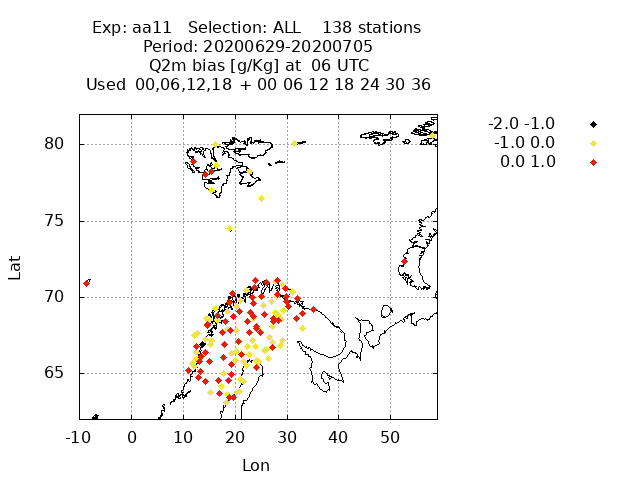 Exp: aa11 Selection: ALL 138 stations
Period: 20200629-20200705
Q2m bias [g/Kg] at 06 UTC
Used 00,06,12,18 + 00 06 12 18 24 30 36
-2.0 -1.0
-1.0 0.0
0.0 1.0
80
75
70
65
Lat
-10 0 10 20 30 40 50
Lon